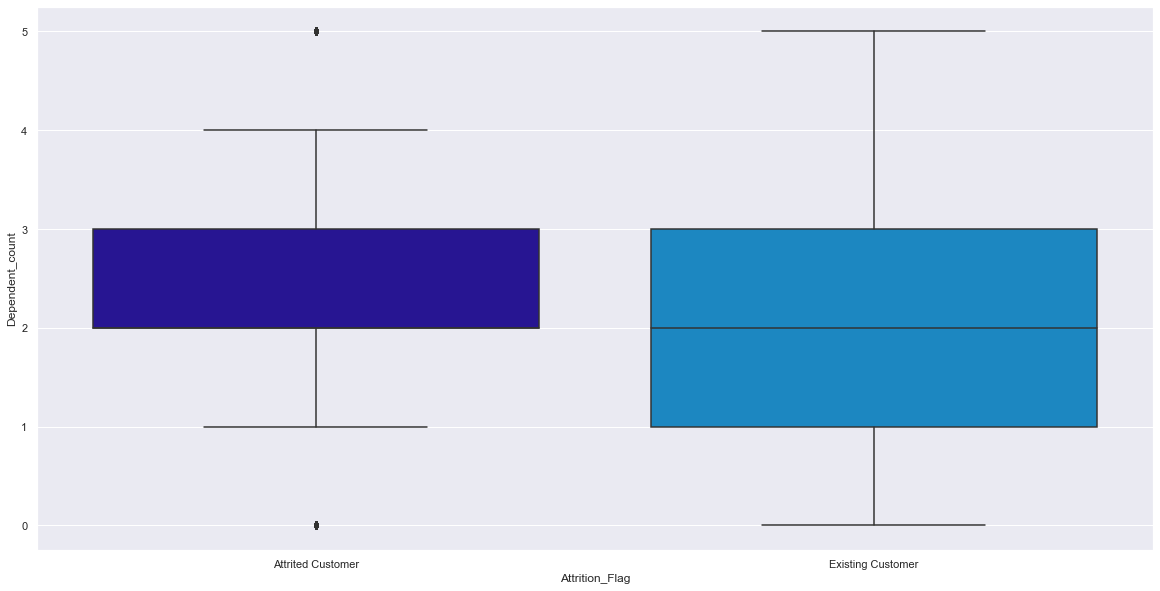 5
4
3
2
1
0
Dependent_count
Attrited Customer
Existing Customer
Attrition_Flag